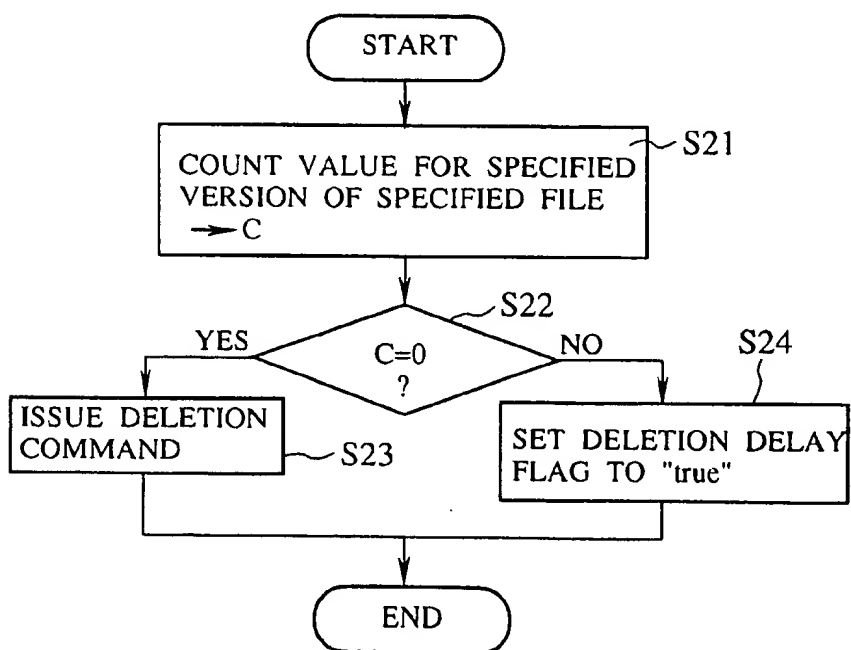 START
COUNT VALUE FOR SPECIFIED
VERSION OF SPECIFIED FILE
→ C
S21
S22
YES
C=0
?
NO
S24
ISSUE DELETION
COMMAND
S23
SET DELETION DELAY
FLAG TO "true"
END